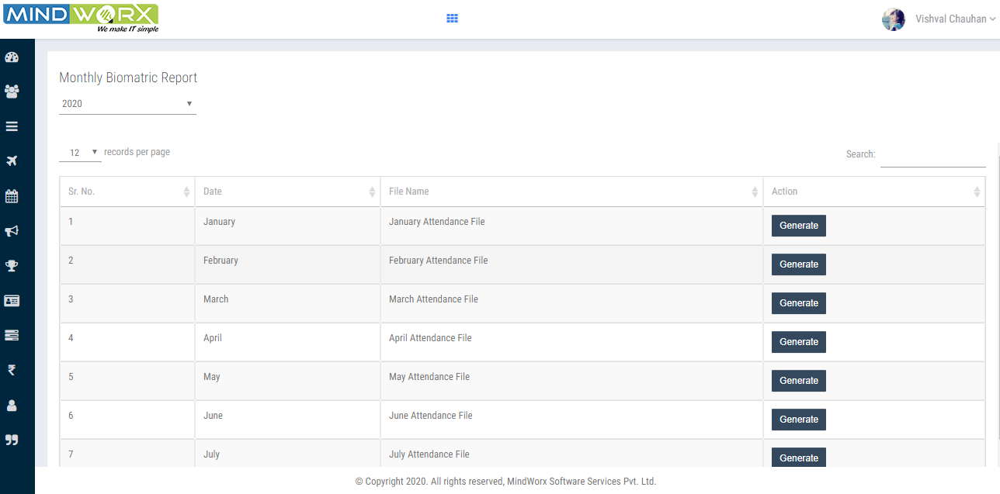 MINDWORX
We make IT simple
Vishval Chauhan
Monthly Biomatric Report
2020
12 records per page
Search:
Sr. No. Date File Name Action
1 January January Attendance File Generate
2 February February Attendance File Generate
3 March March Attendance File Generate
4 April April Attendance File Generate
5 May May Attendance File Generate
6 June June Attendance File Generate
7 July July Attendance File Generate
© Copyright 2020. All rights reserved, MindWorx Software Services Pvt. Ltd.